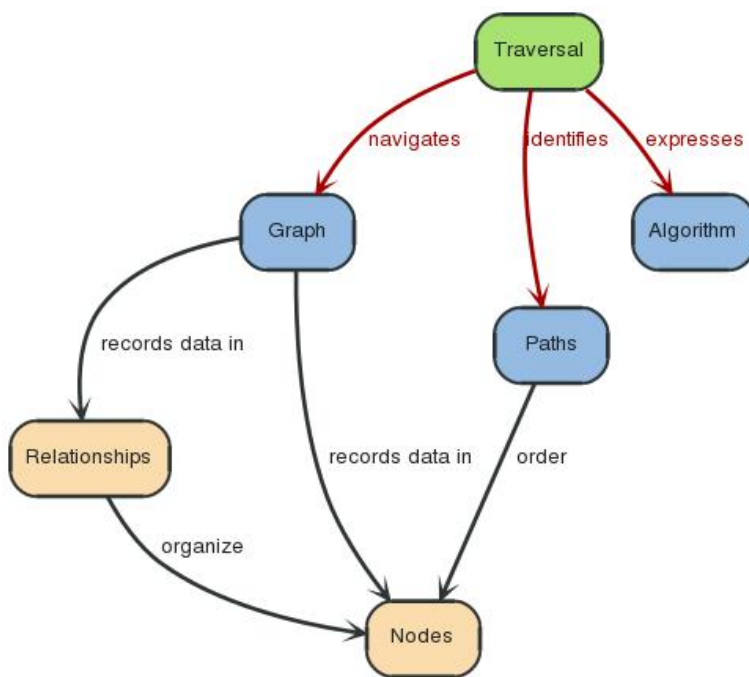 Traversal
navigates
identifies
expresses
Graph
Algorithm
records data in
Paths
Relationships
records data in
order
organize
Nodes